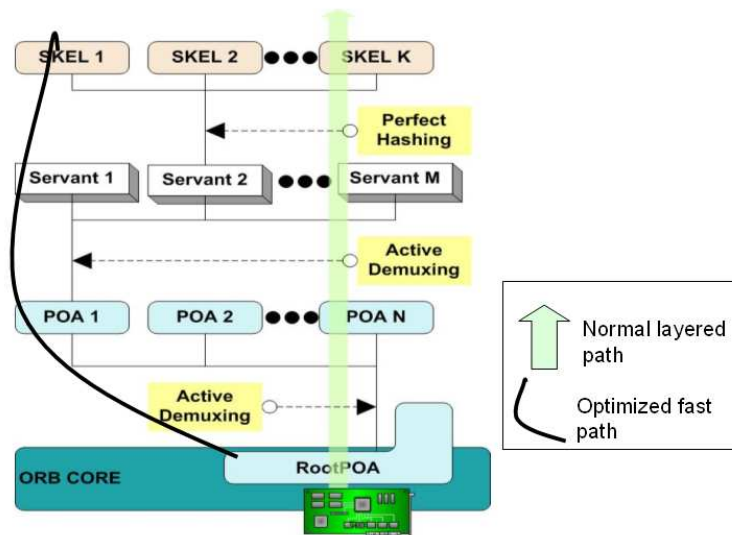 SKEL 1
SKEL 2
SKEL K
Perfect
Hashing
Servant 1
Servant 2
Servant M
Active
Demuxing
POA 1
POA 2
POA N
Active
Demuxing
RootPOA
ORB CORE
Normal layered
path
Optimized fast
path